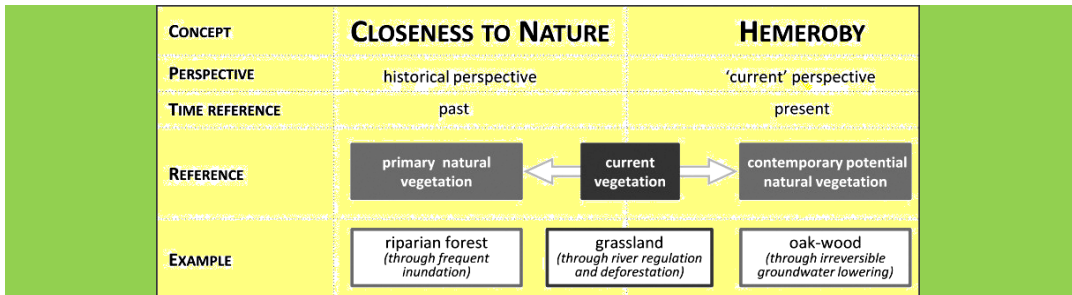 CONCEPT CLOSENESS TO NATURE HEMEROBY
PERSPECTIVE historical perspective 'current' perspective
TIME REFERENCE past present
REFERENCE
primary natural vegetation
current vegetation
contemporary potential natural vegetation
EXAMPLE
riparian forest
(through frequent
inundation)
grassland
(through river regulation
and deforestation)
oak-wood
(through irreversible
groundwater lowering)